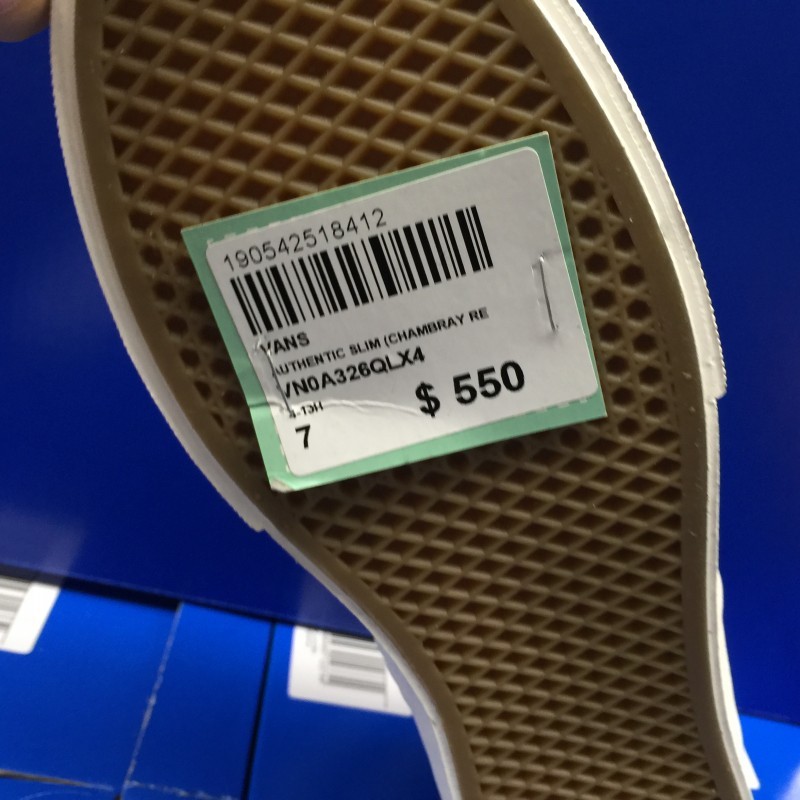 190542518412
VANS
AUTHENTIC SLIM (CHAMBRAY RE
VN0A326QLX4
$ 550
7